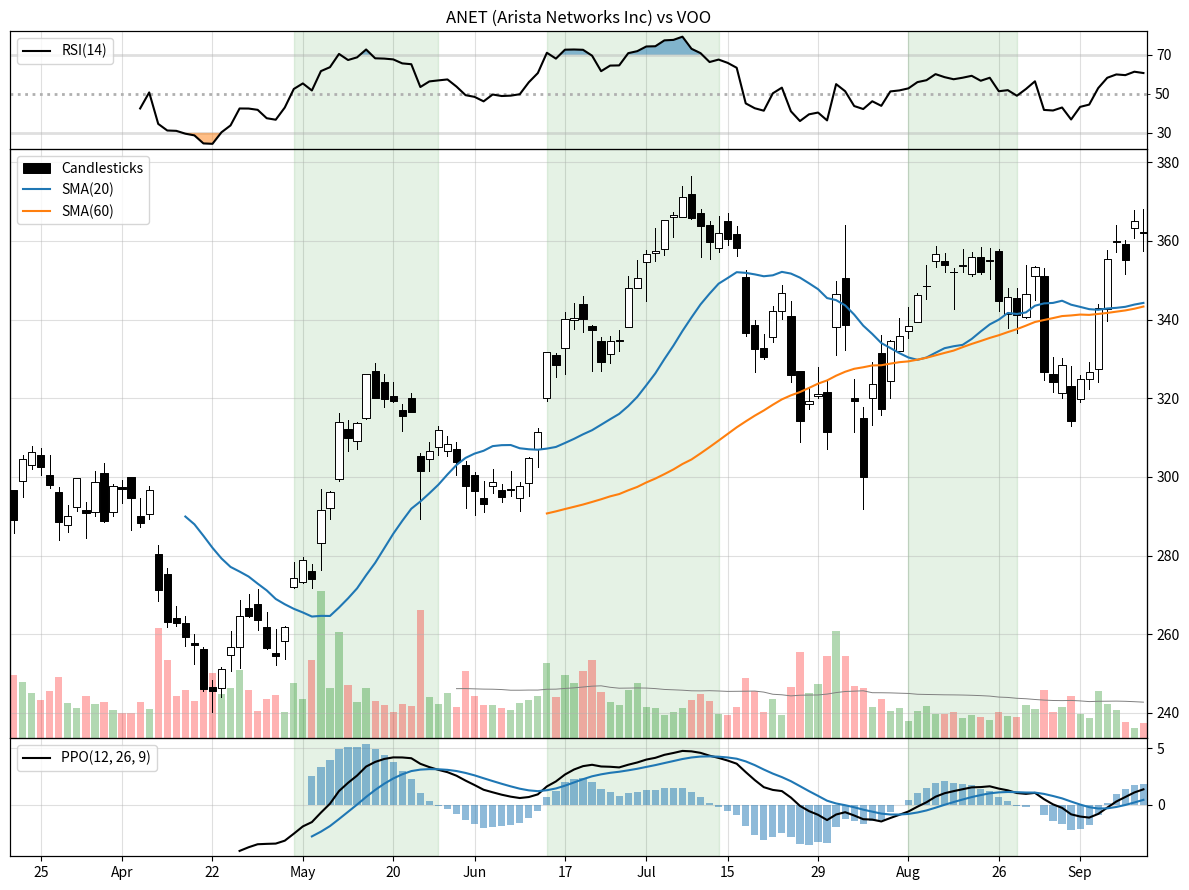 ANET (Arista Networks Inc) vs VOO
RSI(14)
70
50
30
Candlesticks
SMA(20)
SMA(60)
380
360
340
320
300
280
260
240
PPO(12, 26, 9)
5
0
25 Apr 22 May 20 Jun 17 Jul 15 29 Aug 26 Sep